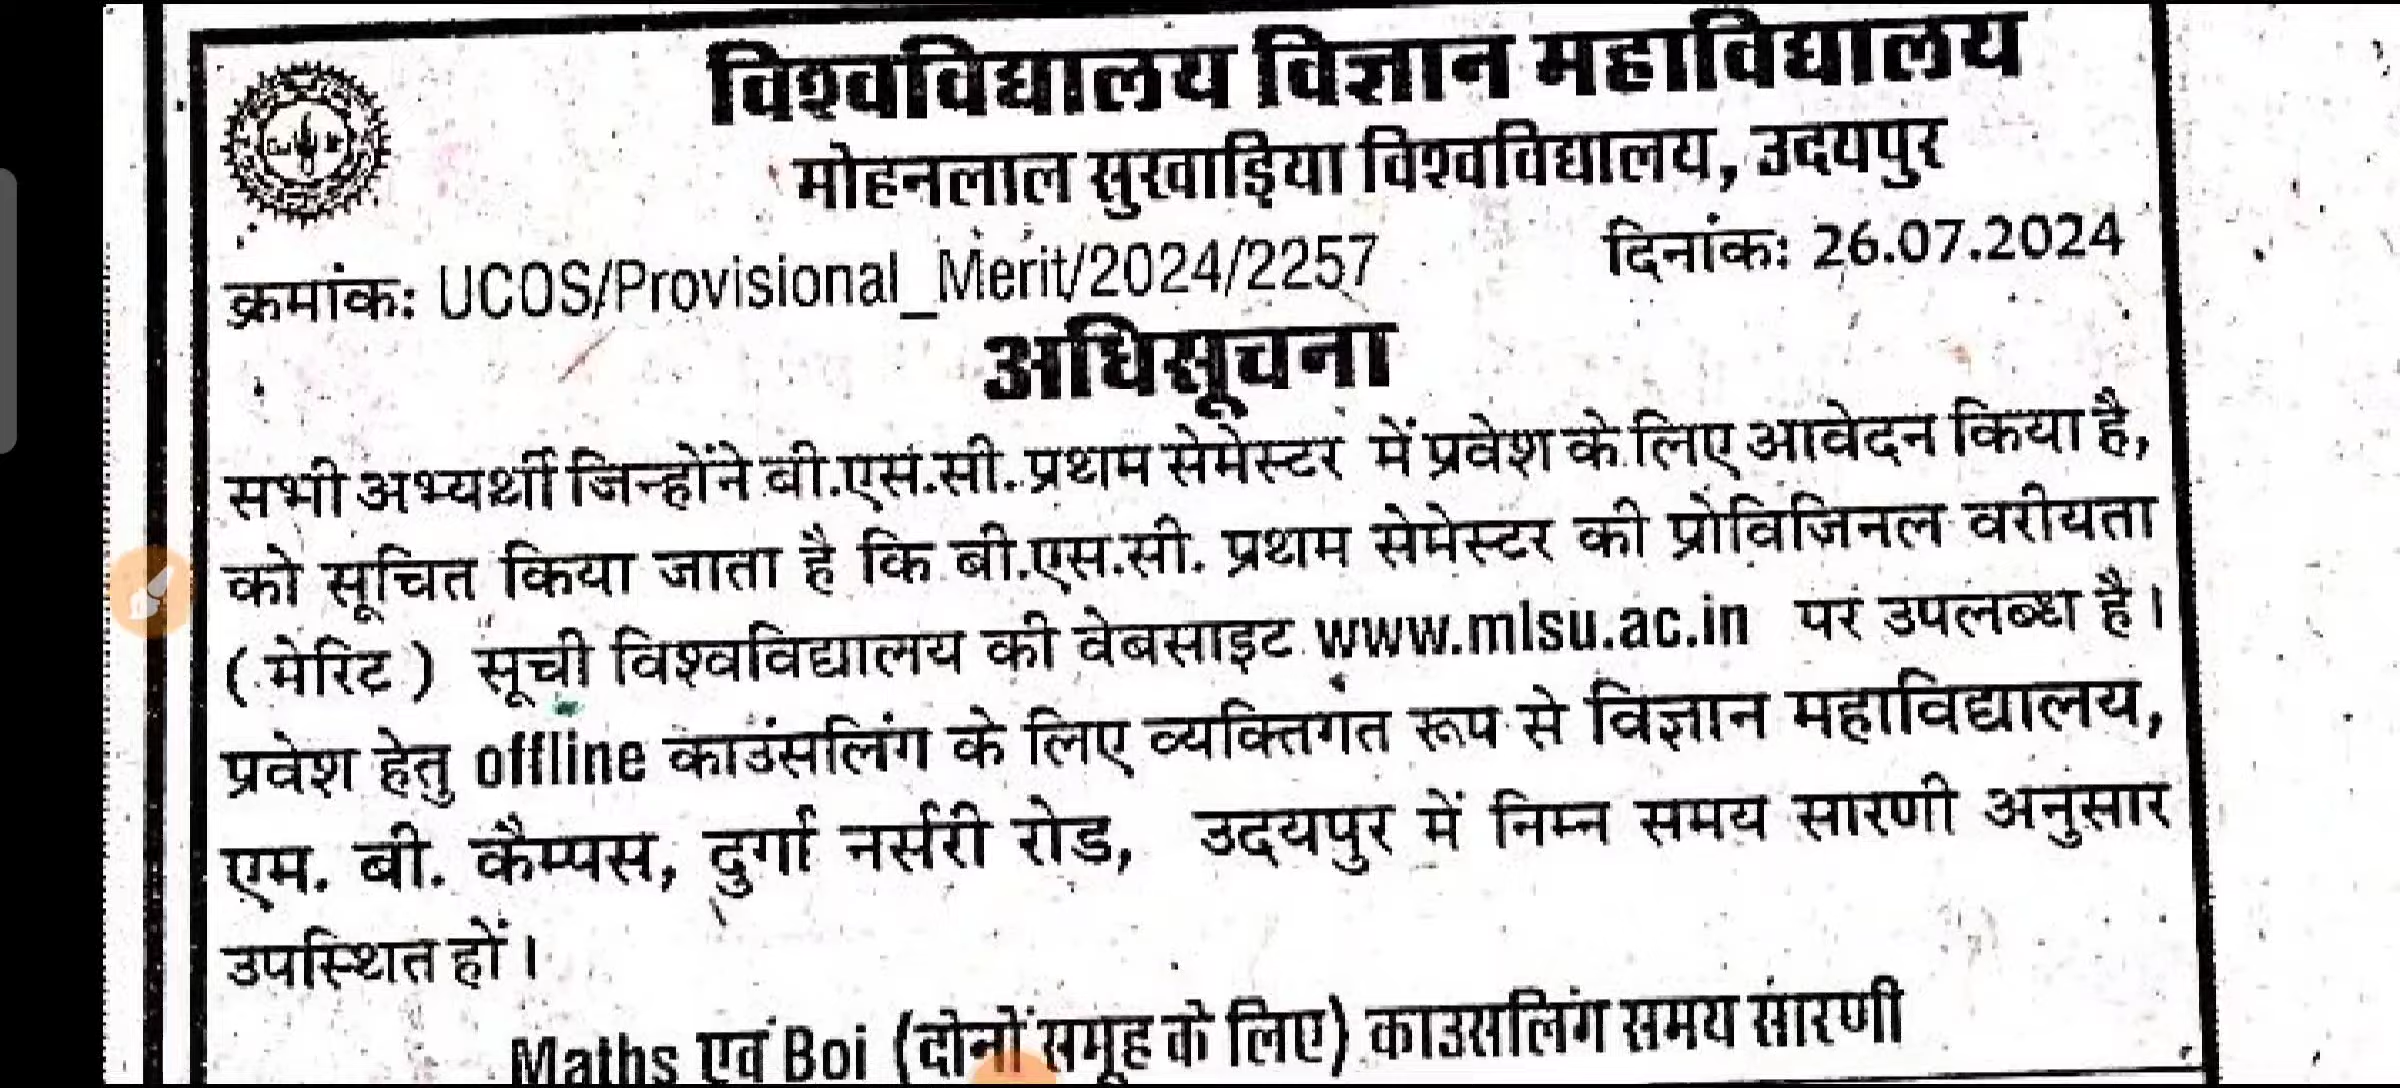 विश्वविद्यालय विज्ञान महाविद्यालय
मोहनलाल सुखाड़िया विश्वविद्यालय, उदयपुर
क्रमांक: UCOS/Provisional_Merit/2024/2257 दिनांक: 26.07.2024
अधिसूचना
सभी अभ्यर्थी जिन्होंने बी.एस.सी. प्रथम सेमेस्टर में प्रवेश के लिए आवेदन किया है,
को सूचित किया जाता है कि बी.एस.सी. प्रथम सेमेस्टर की प्रोविजिनल वरीयता
(मेरिट) सूची विश्वविद्यालय की वेबसाइट www.mlsu.ac.in पर उपलब्ध है।
प्रवेश हेतु offline काउंसलिंग के लिए व्यक्तिगत रूप से विज्ञान महाविद्यालय,
एम. बी. कैम्पस, दुर्गा नर्सरी रोड, उदयपुर में निम्न समय सारणी अनुसार
उपस्थित हों।
Maths एवं Boi (दोनों समूह के लिए) काउसलिंग समय सारणी